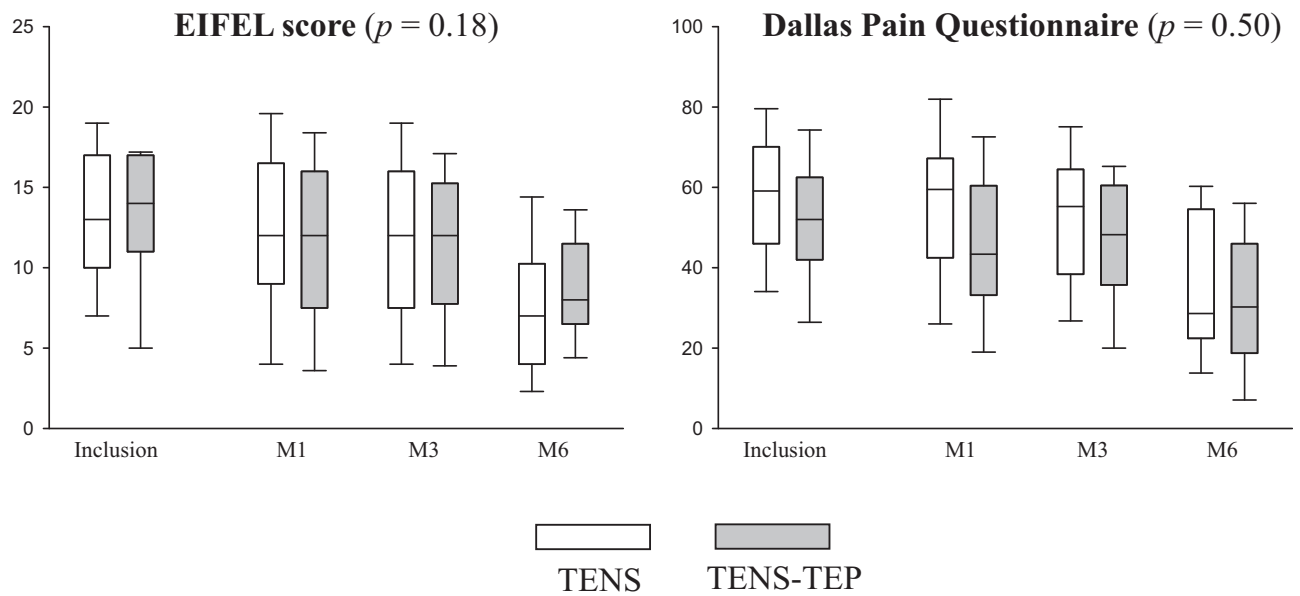 EIFEL score (p = 0.18)
25
20
15
10
5
0
Inclusion M1 M3 M6
Dallas Pain Questionnaire (p = 0.50)
100
80
60
40
20
0
Inclusion M1 M3 M6
TENS TENS-TEP